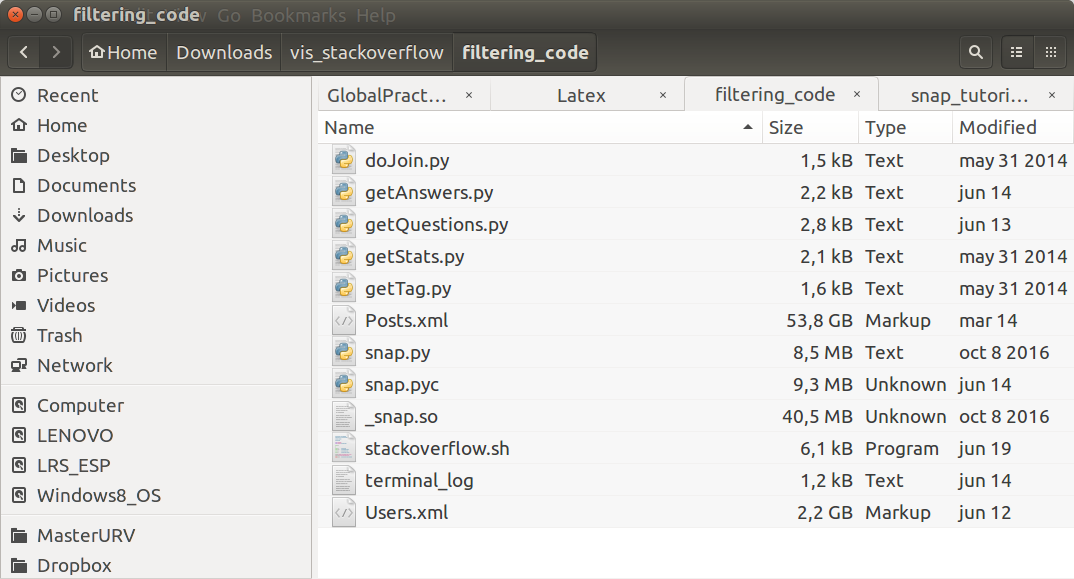 filtering_code
Edit View Go Bookmarks Help
Home Downloads vis_stackoverflow filtering_code
Recent
Home
Desktop
Documents
Downloads
Music
Pictures
Videos
Trash
Network
Computer
LENOVO
LRS_ESP
Windows8_OS
MasterURV
Dropbox
GlobalPract... × Latex × filtering_code × snap_tutori... ×
Name Size Type Modified
doJoin.py 1,5 kB Text may 31 2014
getAnswers.py 2,2 kB Text jun 14
getQuestions.py 2,8 kB Text jun 13
getStats.py 2,1 kB Text may 31 2014
getTag.py 1,6 kB Text may 31 2014
Posts.xml 53,8 GB Markup mar 14
snap.py 8,5 MB Text oct 8 2016
snap.pyc 9,3 MB Unknown jun 14
_snap.so 40,5 MB Unknown oct 8 2016
stackoverflow.sh 6,1 kB Program jun 19
terminal_log 1,2 kB Text jun 14
Users.xml 2,2 GB Markup jun 12